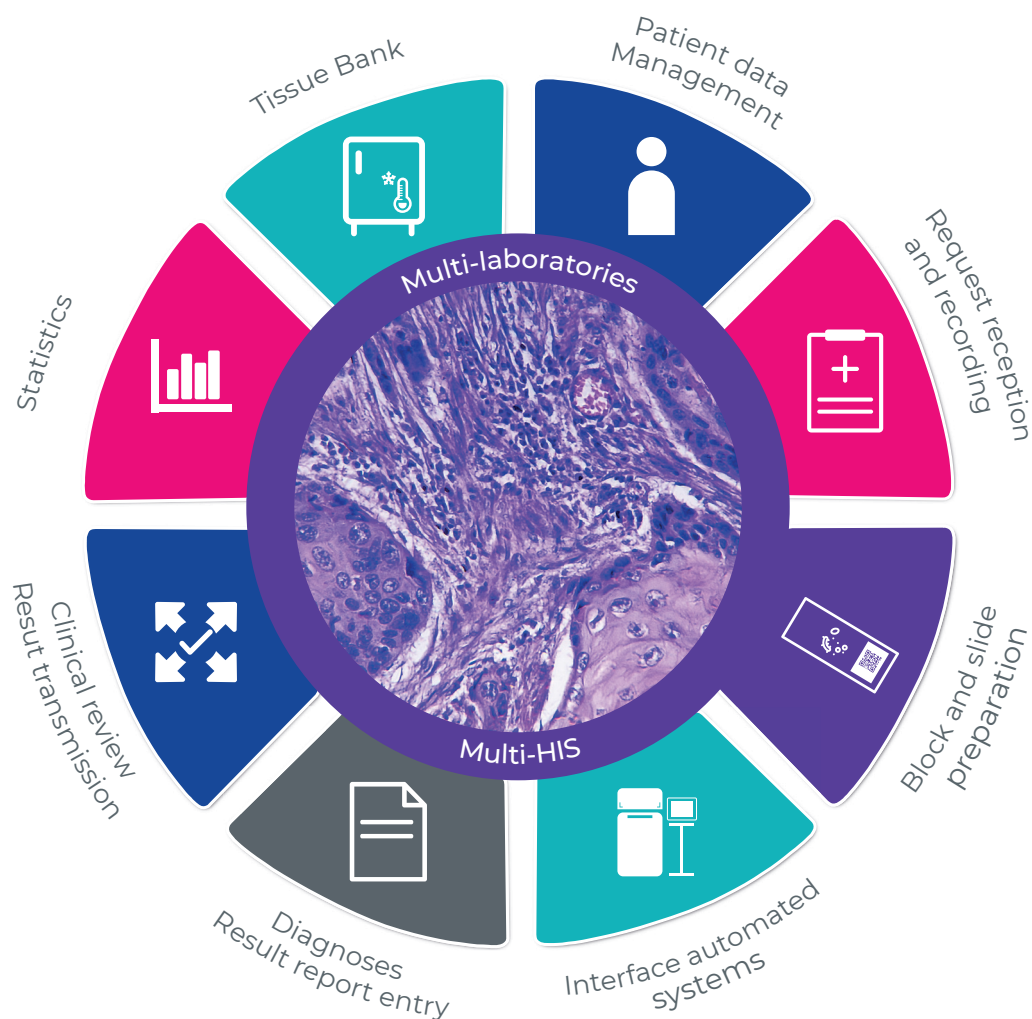 Patient data
Management
Request reception
and recording
Block and slide
preparation
Interface automated
systems
Diagnoses
Result report entry
Clinical review
Resut transmission
Statistics
Tissue Bank
Multi-laboratories
Multi-HIS